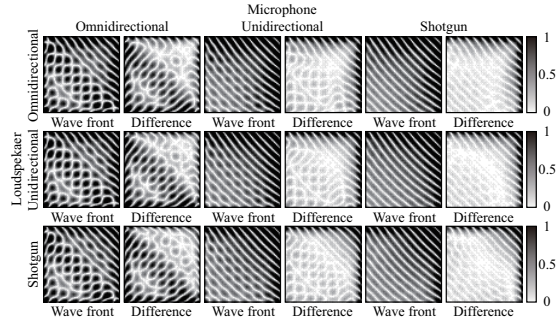 Microphone
Omnidirectional Unidirectional Shotgun
Omnidirectional
1
0.5
0
Wave front Difference Wave front Difference Wave front Difference
Loudspekaer
Unidirectional
1
0.5
0
Wave front Difference Wave front Difference Wave front Difference
Shotgun
1
0.5
0
Wave front Difference Wave front Difference Wave front Difference